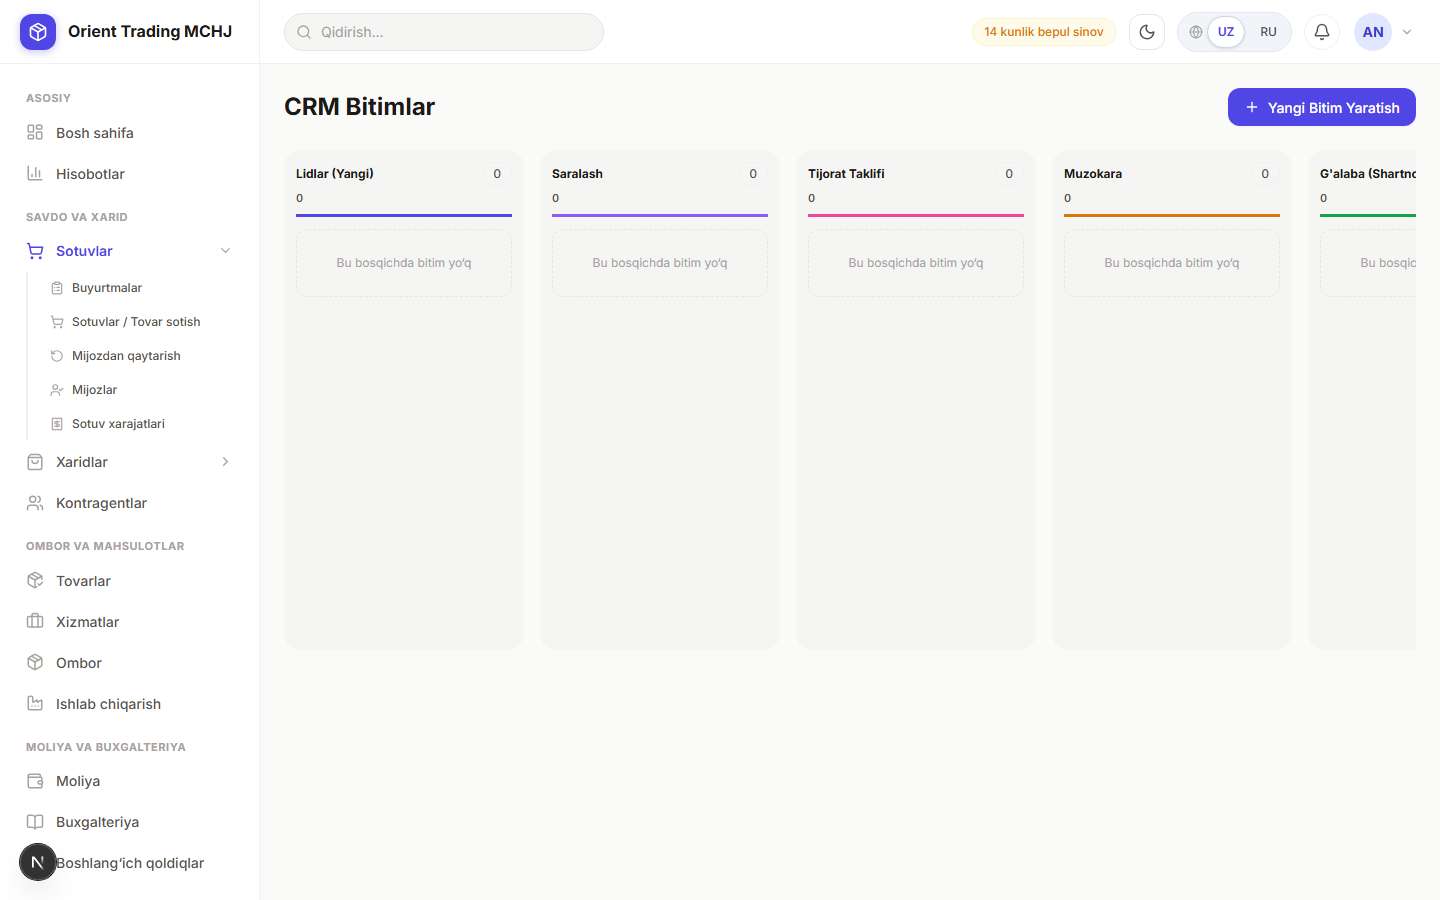 Orient Trading MCHJ
Qidirish...
14 kunlik bepul sinov
UZ
RU
AN
ASOSIY
Bosh sahifa
Hisobotlar
SAVDO VA XARID
Sotuvlar
Buyurtmalar
Sotuvlar / Tovar sotish
Mijozdan qaytarish
Mijozlar
Sotuv xarajatlari
Xaridlar
Kontragentlar
OMBOR VA MAHSULOTLAR
Tovarlar
Xizmatlar
Ombor
Ishlab chiqarish
MOLIYA VA BUXGALTERIYA
Moliya
Buxgalteriya
N
Boshlang‘ich qoldiqlar
CRM Bitimlar
+ Yangi Bitim Yaratish
Lidlar (Yangi) 0
0
Bu bosqichda bitim yo‘q
Saralash 0
0
Bu bosqichda bitim yo‘q
Tijorat Taklifi 0
0
Bu bosqichda bitim yo‘q
Muzokara 0
0
Bu bosqichda bitim yo‘q
G'alaba (Shartno
0
Bu bosqic